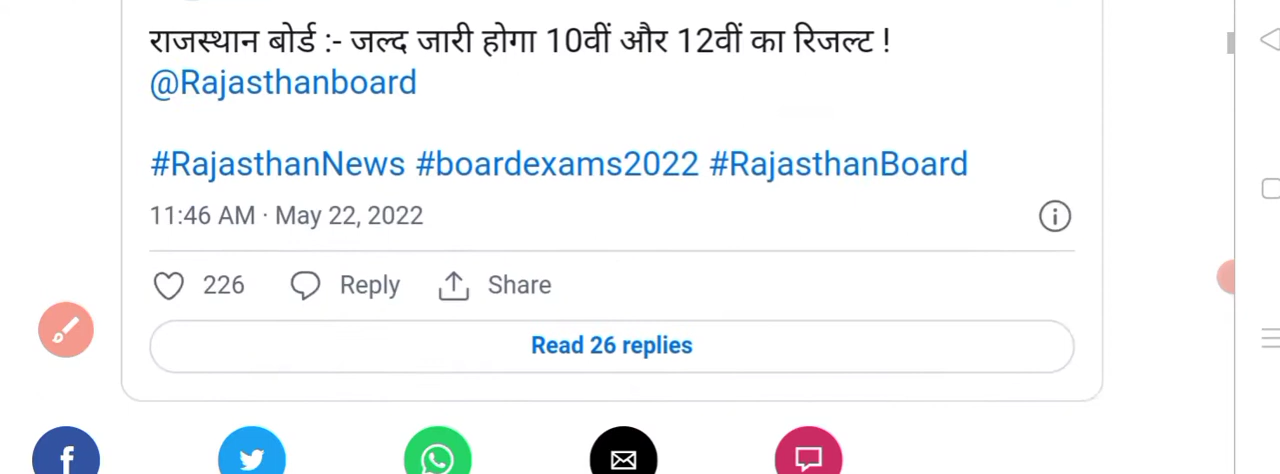 राजस्थान बोर्ड :- जल्द जारी होगा 10वीं और 12वीं का रिजल्ट !
@Rajasthanboard
#RajasthanNews #boardexams2022 #RajasthanBoard
11:46 AM · May 22, 2022
226 Reply Share
Read 26 replies